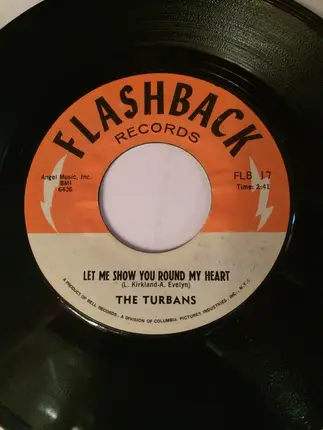 FLASHBACK
RECORDS
Angel Music, Inc.
BMI
6436
FLB 17
Time: 2:41
LET ME SHOW YOU ROUND MY HEART
(L. Kirkland-A. Evelyn)
THE TURBANS
A PRODUCT OF BELL RECORDS • A DIVISION OF COLUMBIA PICTURES INDUSTRIES, INC., N.Y.C.